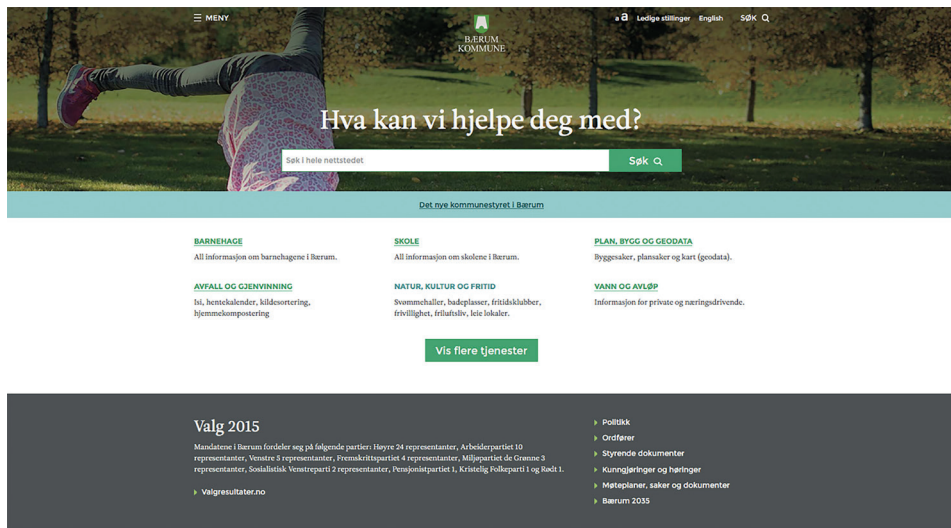 MENY
BÆRUM
KOMMUNE
a a Ledige stillinger English SØK
Hva kan vi hjelpe deg med?
Søk i hele nettstedet
Søk
Det nye kommunestyret i Bærum
BARNEHAGE
All informasjon om barnehagene i Bærum.
SKOLE
All informasjon om skolene i Bærum.
PLAN, BYGG OG GEODATA
Byggesaker, plansaker og kart (geodata).
AVFALL OG GJENVINNING
Isi, hentekalender, kildesortering,
hjemmekompostering
NATUR, KULTUR OG FRITID
Svømmehaller, badeplasser, fritidsklubber,
frivillighet, friluftsliv, leie lokaler.
VANN OG AVLØP
Informasjon for private og næringsdrivende.
Vis flere tjenester
Valg 2015
Mandatene i Bærum fordeler seg på følgende partier: Høyre 24 representanter, Arbeiderpartiet 10
representanter, Venstre 5 representanter, Fremskrittspartiet 4 representanter, Miljøpartiet de Grønne 3
representanter, Sosialistisk Venstreparti 2 representanter, Pensjonistpartiet 1, Kristelig Folkeparti 1 og Rødt 1.
Valgresultater.no
Politikk
Ordfører
Styrende dokumenter
Kunngjøringer og høringer
Møteplaner, saker og dokumenter
Bærum 2035